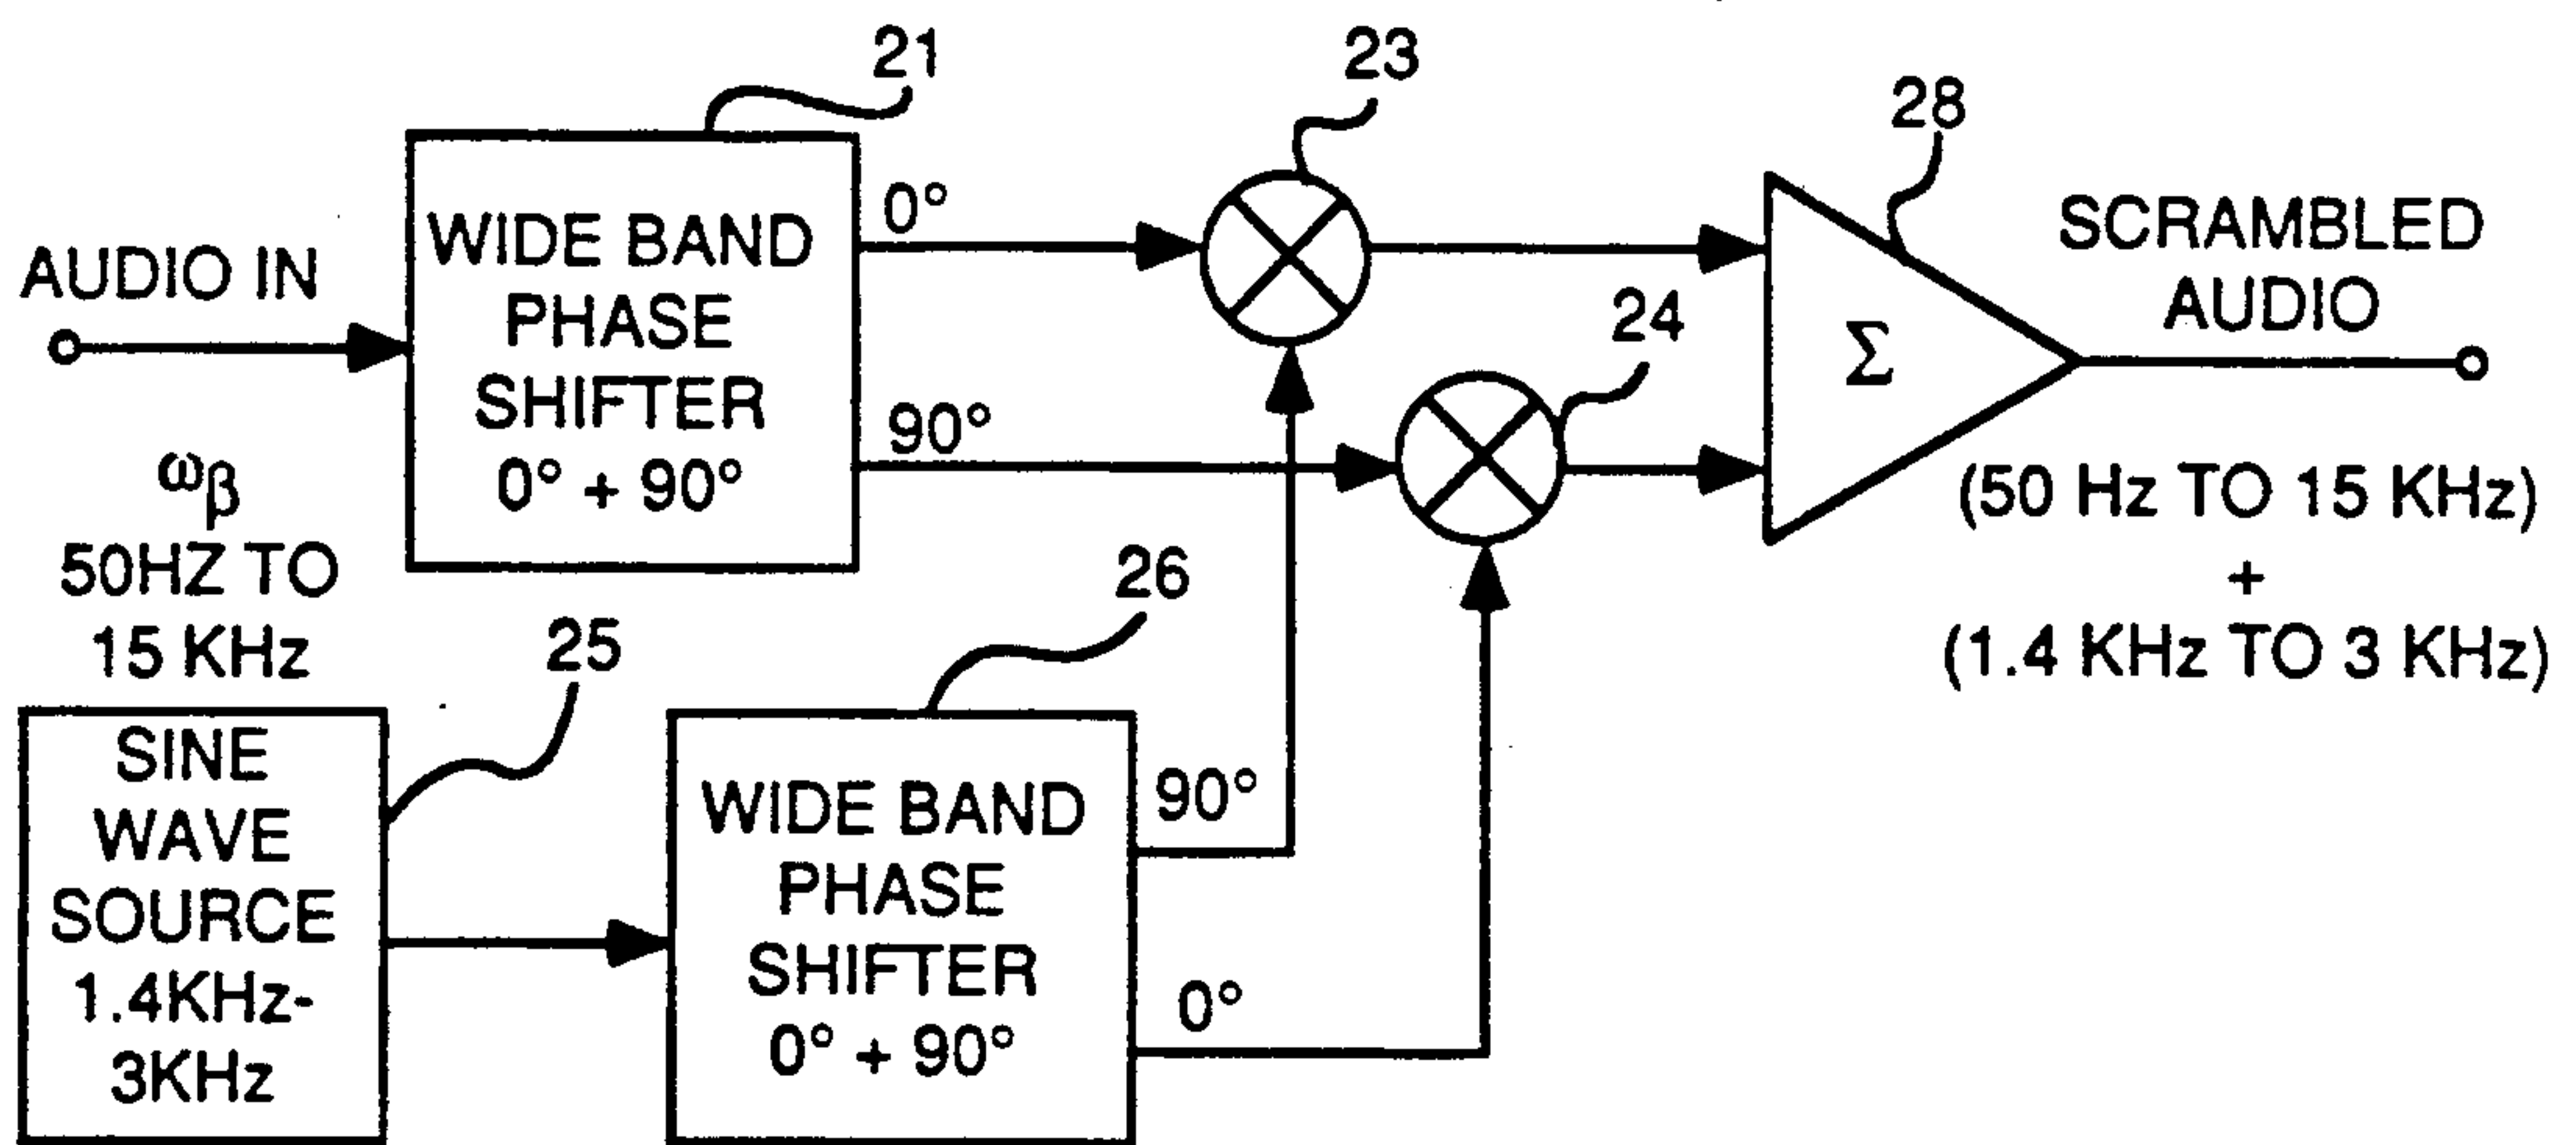 21
23
28
WIDE BAND
PHASE
SHIFTER
0° + 90°
0°
90°
AUDIO IN
ωβ
50HZ TO
15 KHz
24
SCRAMBLED
AUDIO
Σ
(50 Hz TO 15 KHz)
+
(1.4 KHz TO 3 KHz)
25
26
SINE
WAVE
SOURCE
1.4KHz-
3KHz
WIDE BAND
PHASE
SHIFTER
0° + 90°
90°
0°